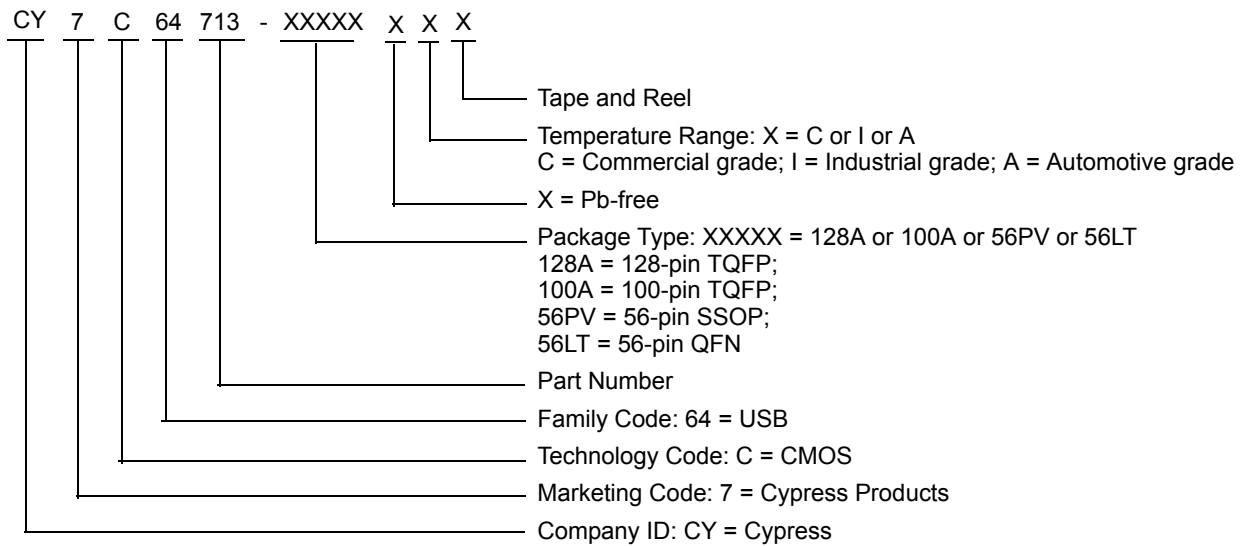 CY 7 C 64 713 - XXXXX X X X
Tape and Reel
Temperature Range: X = C or I or A
C = Commercial grade; I = Industrial grade; A = Automotive grade
X = Pb-free
Package Type: XXXXX = 128A or 100A or 56PV or 56LT
128A = 128-pin TQFP;
100A = 100-pin TQFP;
56PV = 56-pin SSOP;
56LT = 56-pin QFN
Part Number
Family Code: 64 = USB
Technology Code: C = CMOS
Marketing Code: 7 = Cypress Products
Company ID: CY = Cypress